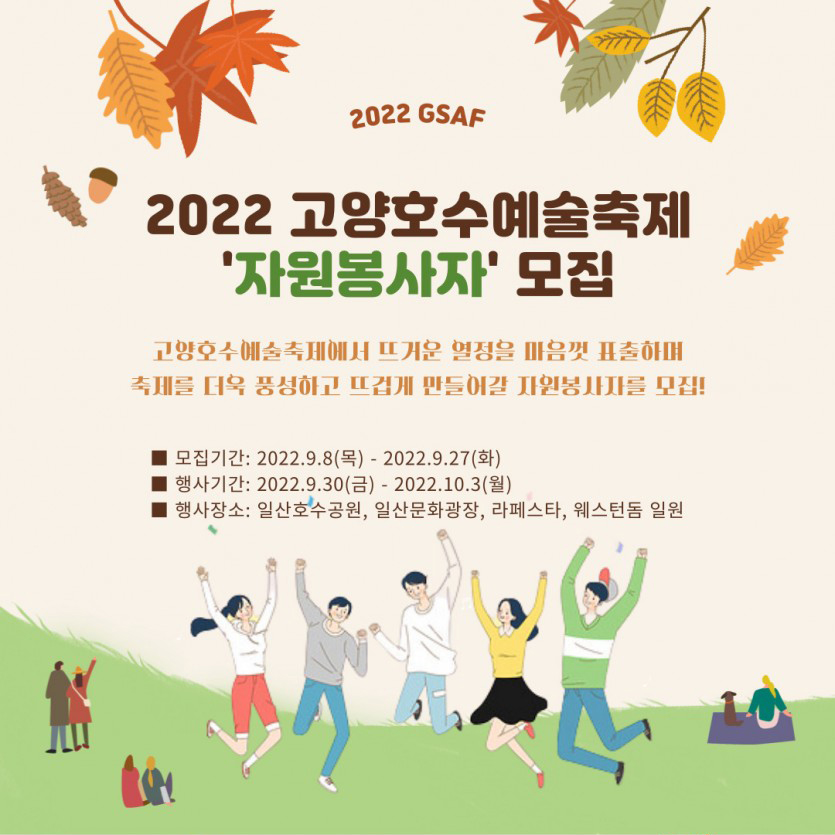 2022 GSAF
2022 고양호수예술축제
'자원봉사자' 모집
고양호수예술축제에서 뜨거운 열정을 마음껏 표출하며
축제를 더욱 풍성하고 뜨겁게 만들어갈 자원봉사자를 모집!
■ 모집기간: 2022.9.8(목) - 2022.9.27(화)
■ 행사기간: 2022.9.30(금) - 2022.10.3(월)
■ 행사장소: 일산호수공원, 일산문화광장, 라페스타, 웨스턴돔 일원